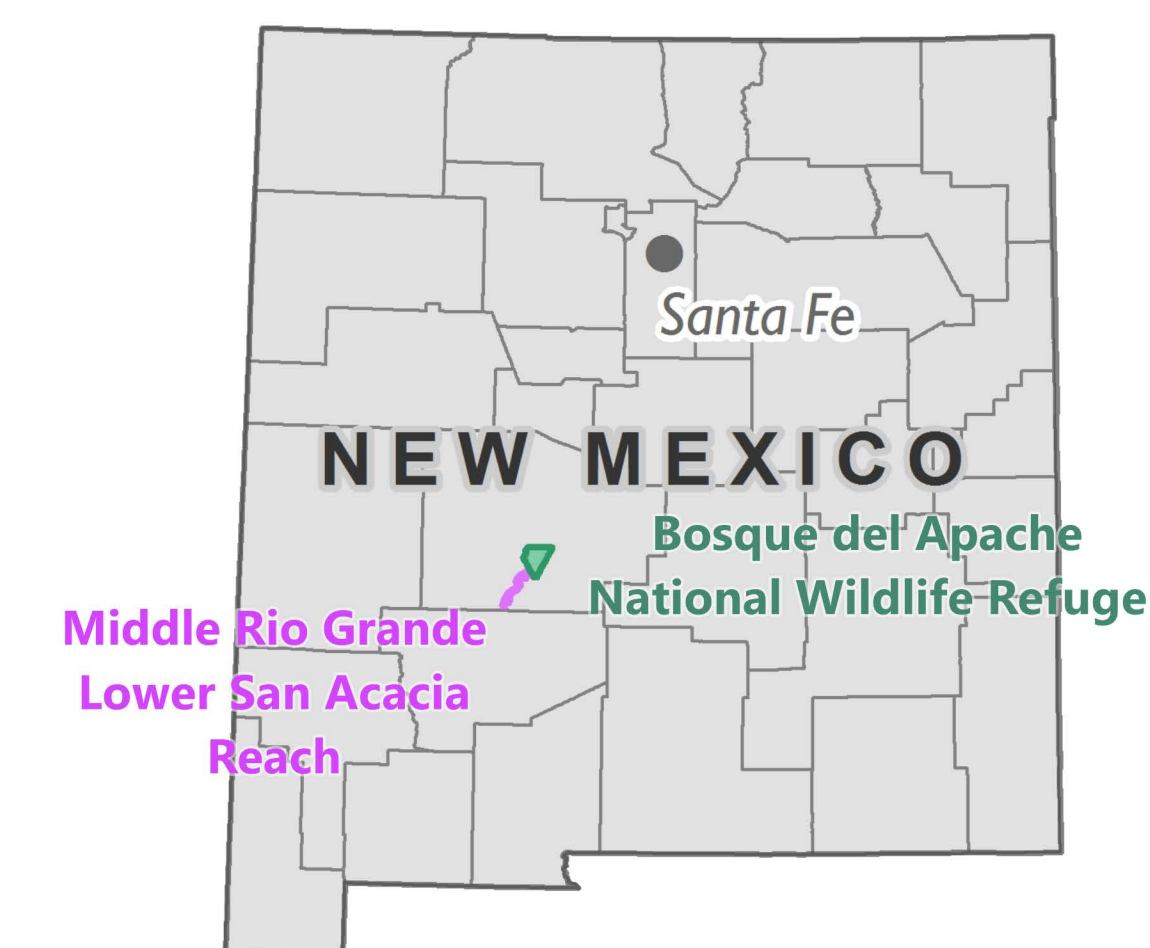 Santa Fe
NEW MEXICO
Bosque del Apache
National Wildlife Refuge
Middle Rio Grande
Lower San Acacia
Reach